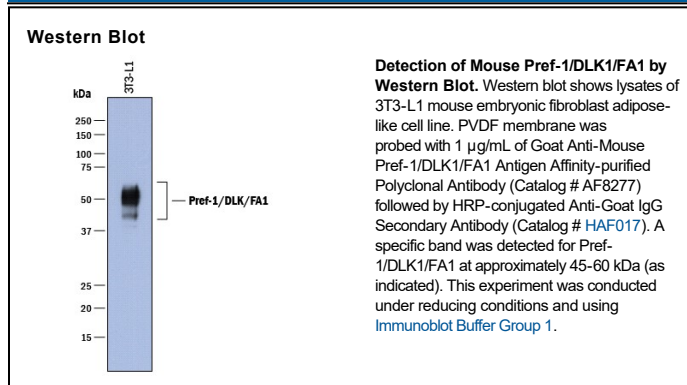 Western Blot
3T3-L1
kDa
250
150
100
75
50
37
25
20
15
Pref-1/DLK/FA1
Detection of Mouse Pref-1/DLK1/FA1 by
Western Blot. Western blot shows lysates of
3T3-L1 mouse embryonic fibroblast adipose-
like cell line. PVDF membrane was
probed with 1 µg/mL of Goat Anti-Mouse
Pref-1/DLK1/FA1 Antigen Affinity-purified
Polyclonal Antibody (Catalog # AF8277)
followed by HRP-conjugated Anti-Goat IgG
Secondary Antibody (Catalog # HAF017). A
specific band was detected for Pref-
1/DLK1/FA1 at approximately 45-60 kDa (as
indicated). This experiment was conducted
under reducing conditions and using
Immunoblot Buffer Group 1.